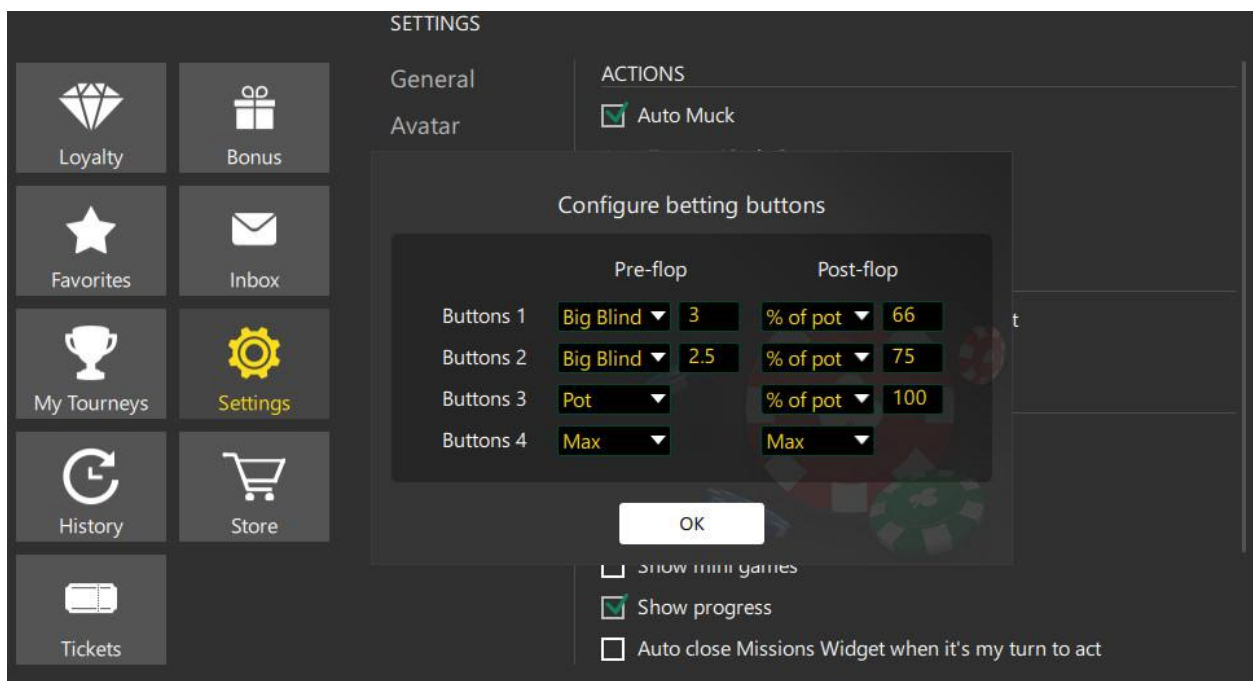 SETTINGS
Loyalty
Bonus
Favorites
Inbox
My Tourneys
Settings
History
Store
Tickets
General
Avatar
ACTIONS
Auto Muck
Configure betting buttons
Pre-flop Post-flop
Buttons 1 Big Blind 3 % of pot 66
Buttons 2 Big Blind 2.5 % of pot 75
Buttons 3 Pot % of pot 100
Buttons 4 Max Max
OK
Show mini games
Show progress
Auto close Missions Widget when it's my turn to act